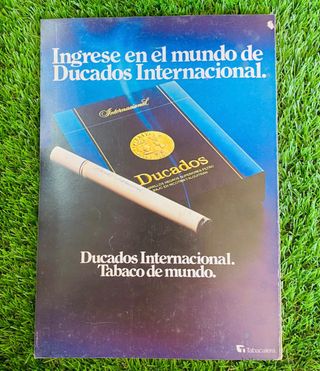 Ingrese en el mundo de
Ducados Internacional.
Internacional
Ducados
Ducados Internacional.
Tabaco de mundo.
Tabacalera